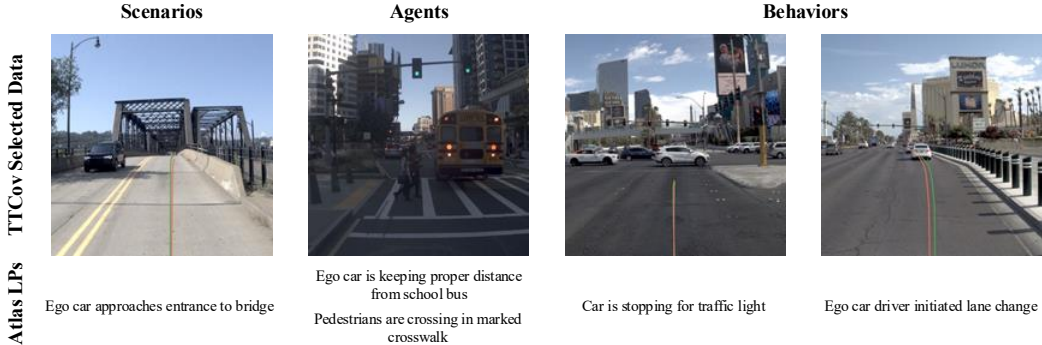 Scenarios
Agents
Behaviors
TTCov Selected Data
LUXOR
Atlas LPs
Ego car approaches entrance to bridge
Ego car is keeping proper distance
from school bus
Pedestrians are crossing in marked
crosswalk
Car is stopping for traffic light
Ego car driver initiated lane change